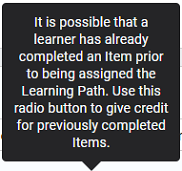 It is possible that a
learner has already
completed an Item prior
to being assigned the
Learning Path. Use this
radio button to give credit
for previously completed
Items.